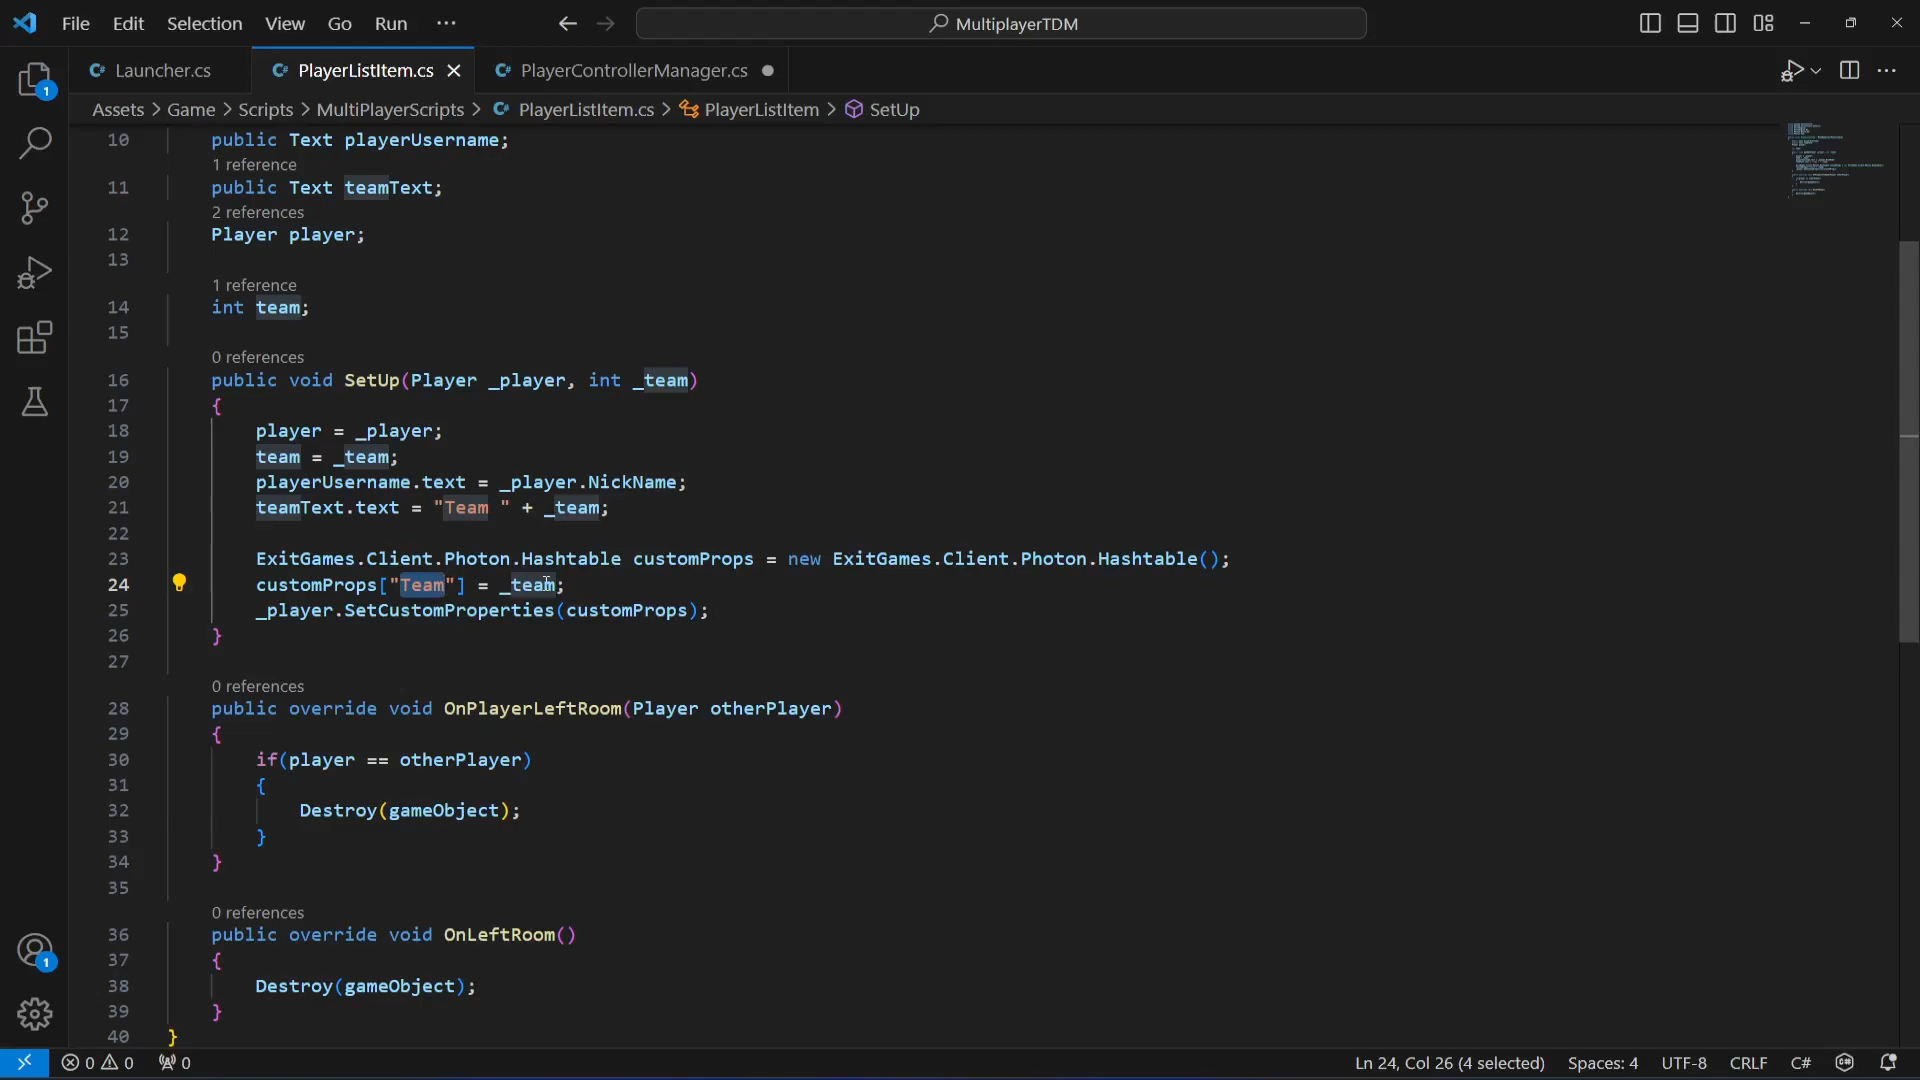 File Edit Selection View Go Run ··· MultiplayerTDM
Launcher.cs PlayerListItem.cs PlayerControllerManager.cs
Assets > Game > Scripts > MultiPlayerScripts > PlayerListItem.cs > PlayerListItem > SetUp
10 public Text playerUsername;
1 reference
11 public Text teamText;
2 references
12 Player player;
13
1 reference
14 int team;
15
0 references
16 public void SetUp(Player _player, int _team)
17 {
18 player = _player;
19 team = _team;
20 playerUsername.text = _player.NickName;
21 teamText.text = "Team " + _team;
22
23 ExitGames.Client.Photon.Hashtable customProps = new ExitGames.Client.Photon.Hashtable();
24 customProps["Team"] = _team;
25 _player.SetCustomProperties(customProps);
26 }
27
0 references
28 public override void OnPlayerLeftRoom(Player otherPlayer)
29 {
30 if(player == otherPlayer)
31 {
32 Destroy(gameObject);
33 }
34 }
35
0 references
36 public override void OnLeftRoom()
37 {
38 Destroy(gameObject);
39 }
40 }
1
1
0 0 0 Ln 24, Col 26 (4 selected) Spaces: 4 UTF-8 CRLF C#